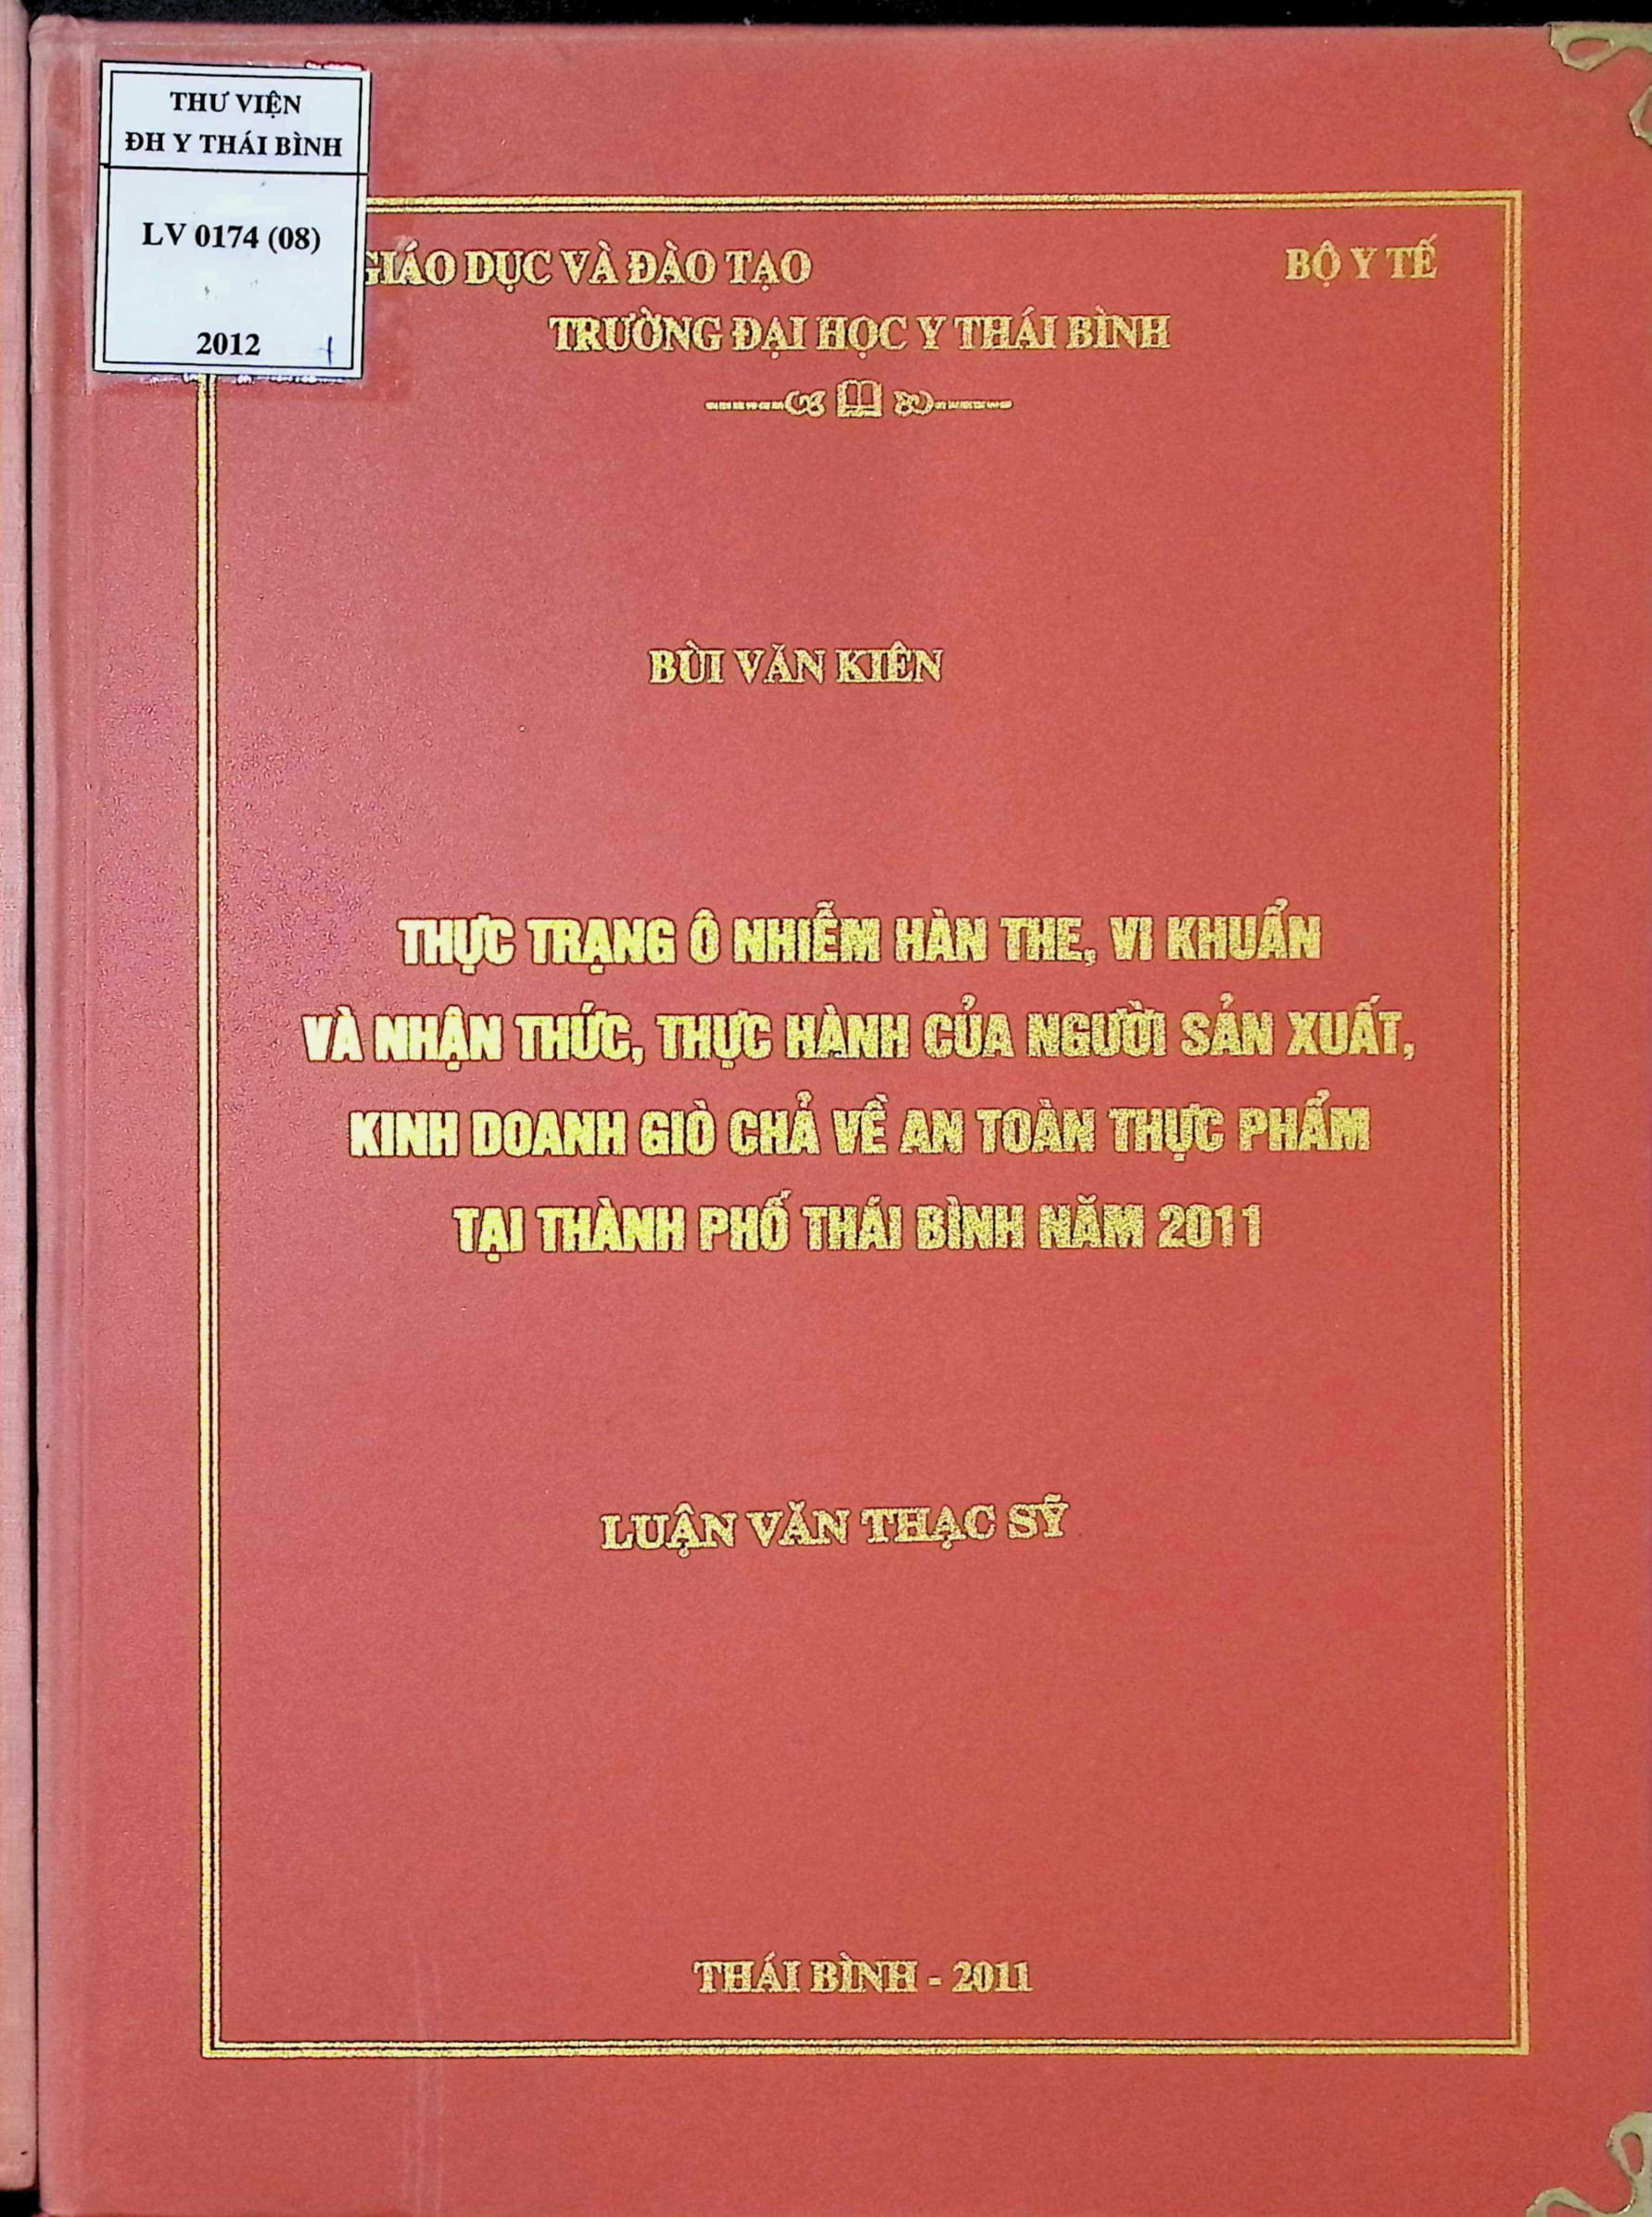 THƯ VIỆN
ĐH Y THÁI BÌNH
LV 0174 (08)
2012
GIÁO DỤC VÀ ĐÀO TẠO BỘ Y TẾ
TRƯỜNG ĐẠI HỌC Y THÁI BÌNH
BÙI VĂN KIÊN
THỰC TRẠNG Ô NHIỄM HÀN THE, VI KHUẨN
VÀ NHẬN THỨC, THỰC HÀNH CỦA NGƯỜI SẢN XUẤT,
KINH DOANH GIÒ CHẢ VỀ AN TOÀN THỰC PHẨM
TẠI THÀNH PHỐ THÁI BÌNH NĂM 2011
LUẬN VĂN THẠC SỸ
THÁI BÌNH - 2011